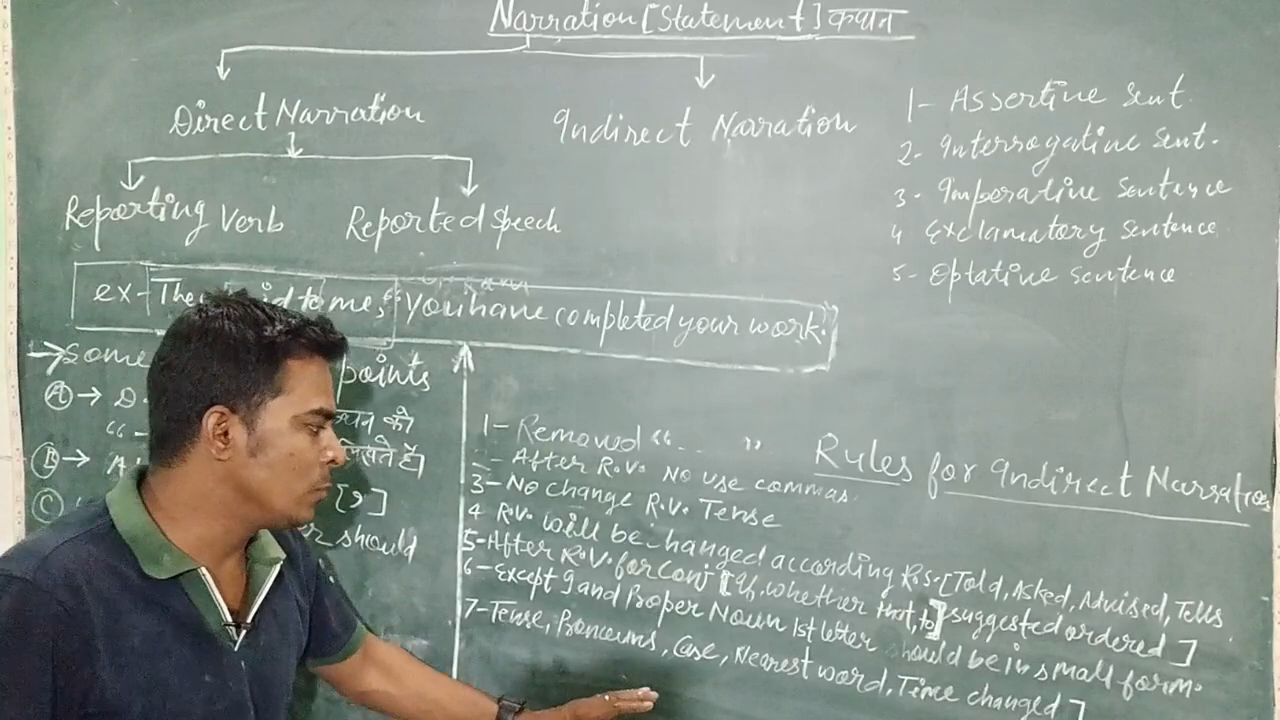 Narration [Statement] कथन
Direct Narration
Indirect Narration
Reporting Verb
Reported Speech
1- Assertive Sent.
2- Interrogative Sent.
3- Imperative Sentence
4 Exclamatory Sentence
5- Optative Sentence
ex- to me, "you have completed your work."
→ Some points
Ⓐ → D को
लिखते हैं।
Ⓑ → A
Ⓒ [,]
should
Rules for Indirect Narration
1- Removed "- - "
2- After R.V. No use commas.
3- No change R.V. Tense
4 R.V. will be changed according R.S. [Told, Asked, Advised, Tells suggested ordered]
5- After R.V. for Conj [If, whether that, to]
6- Except I and Proper Noun 1st letter should be in small form.
7- Tense, Pronouns, Case, Nearest word, Time changed]